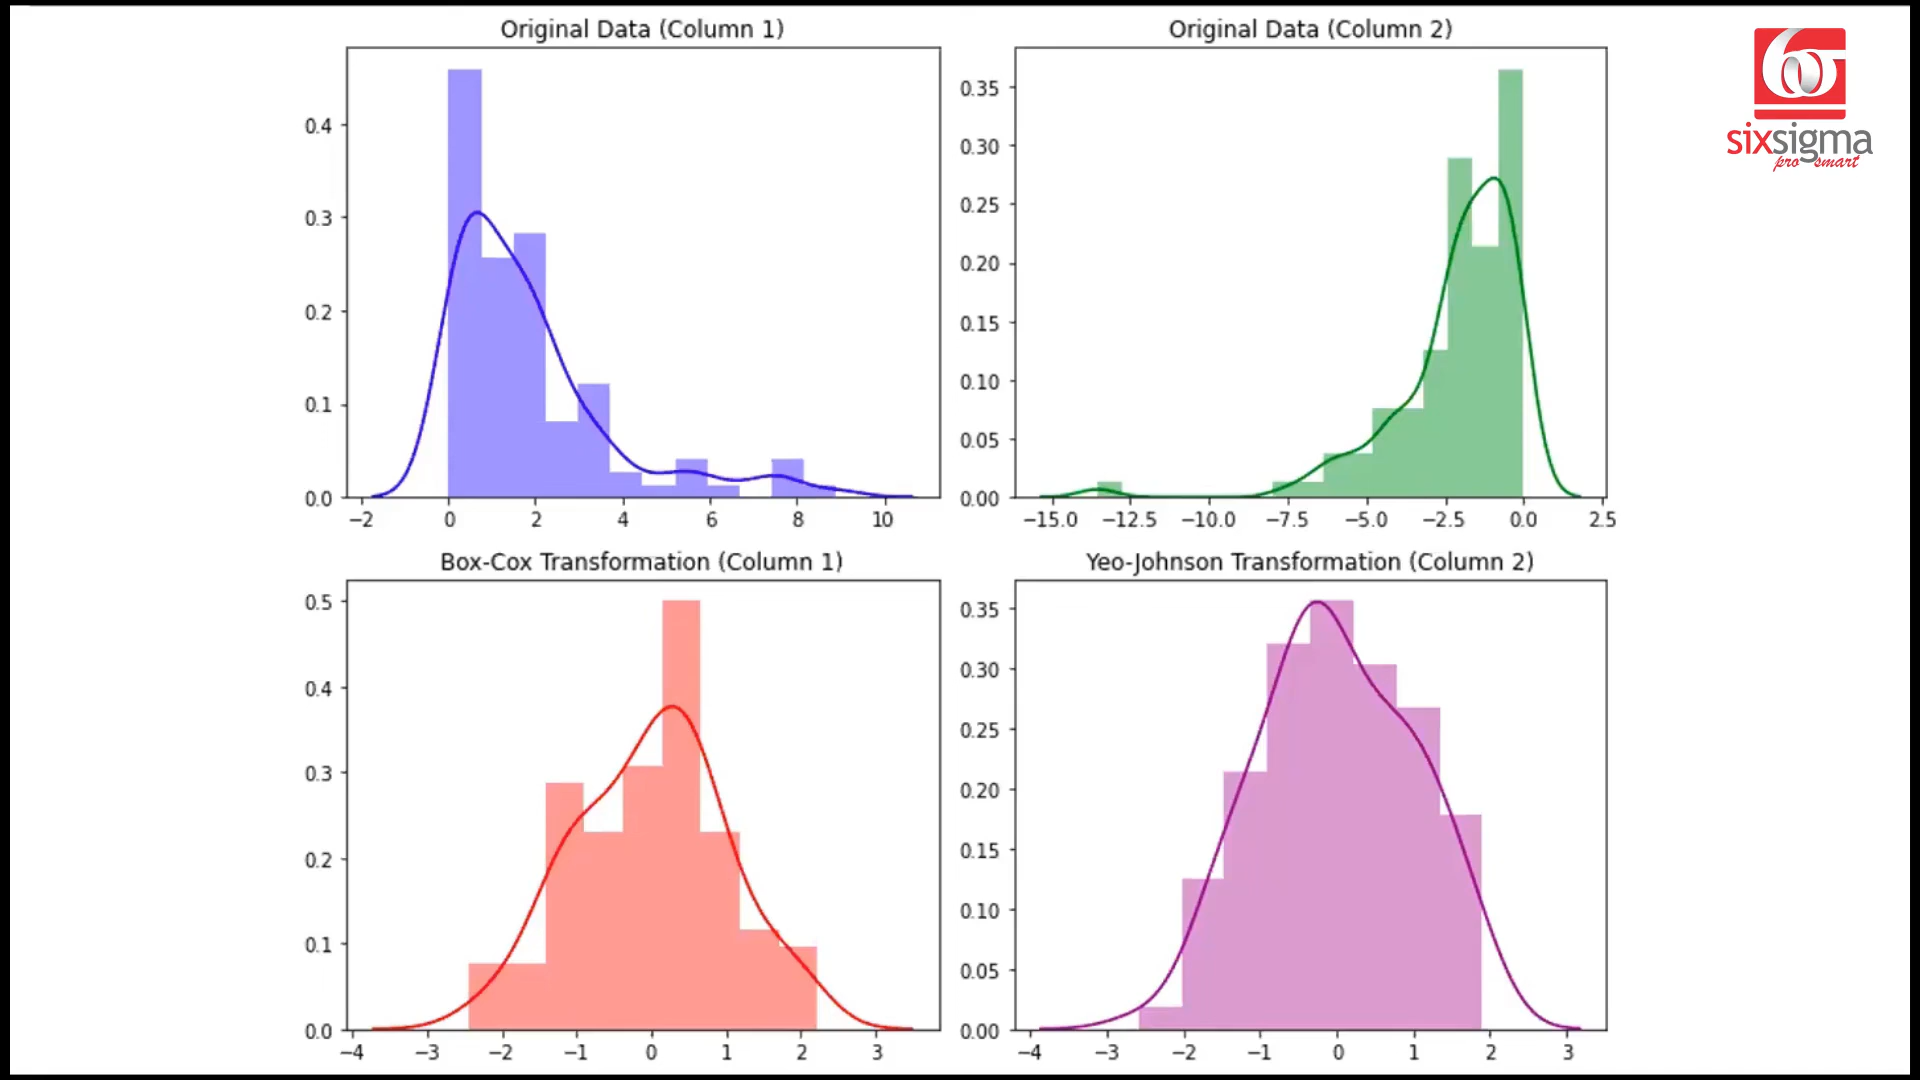 Original Data (Column 1)
0.4
0.3
0.2
0.1
0.0
−2 0 2 4 6 8 10
Original Data (Column 2)
0.35
0.30
0.25
0.20
0.15
0.10
0.05
0.00
−15.0 −12.5 −10.0 −7.5 −5.0 −2.5 0.0 2.5
6σ
sixsigma
pro smart
Box-Cox Transformation (Column 1)
0.5
0.4
0.3
0.2
0.1
0.0
−4 −3 −2 −1 0 1 2 3
Yeo-Johnson Transformation (Column 2)
0.35
0.30
0.25
0.20
0.15
0.10
0.05
0.00
−4 −3 −2 −1 0 1 2 3